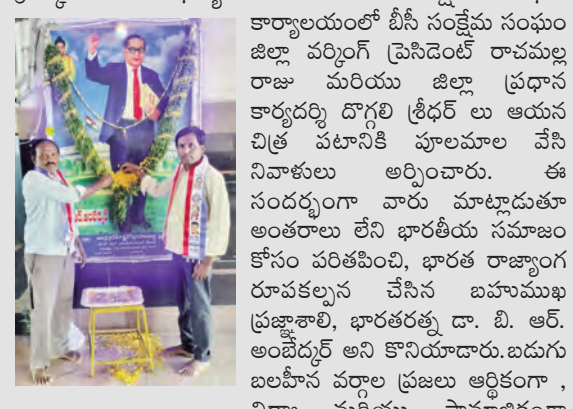 కార్యాలయంలో బీసీ సంక్షేమ సంఘం
జిల్లా వర్కింగ్ ప్రెసిడెంట్ రాచమల్ల
రాజు మరియు జిల్లా ప్రధాన
కార్యదర్శి దొగ్గలి శ్రీధర్ లు ఆయన
చిత్ర పటానికి పూలమాల వేసి
నివాళులు అర్పించారు. ఈ
సందర్భంగా వారు మాట్లాడుతూ
అంతరాలు లేని భారతీయ సమాజం
కోసం పరితపించి, భారత రాజ్యాంగ
రూపకల్పన చేసిన బహుముఖ
ప్రజ్ఞాశాలి, భారతరత్న డా. బి. ఆర్.
అంబేద్కర్ అని కొనియాడారు.బడుగు
బలహీన వర్గాల ప్రజలు ఆర్థికంగా ,